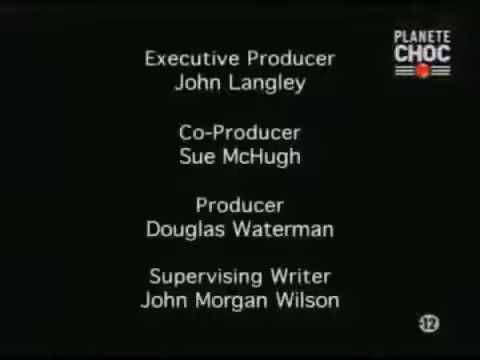 PLANETE
CHOC
Executive Producer
John Langley
Co-Producer
Sue McHugh
Producer
Douglas Waterman
Supervising Writer
John Morgan Wilson
-12